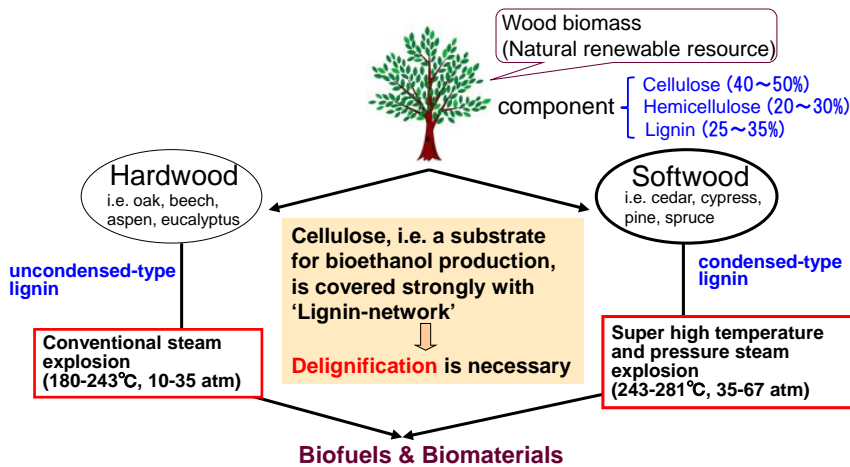 Wood biomass
(Natural renewable resource)
component
Cellulose (40～50%)
Hemicellulose (20～30%)
Lignin (25～35%)
Hardwood
i.e. oak, beech,
aspen, eucalyptus
Softwood
i.e. cedar, cypress,
pine, spruce
Cellulose, i.e. a substrate
for bioethanol production,
is covered strongly with
‘Lignin-network’
Delignification is necessary
uncondensed-type
lignin
condensed-type
lignin
Conventional steam
explosion
(180-243℃, 10-35 atm)
Super high temperature
and pressure steam
explosion
(243-281℃, 35-67 atm)
Biofuels & Biomaterials